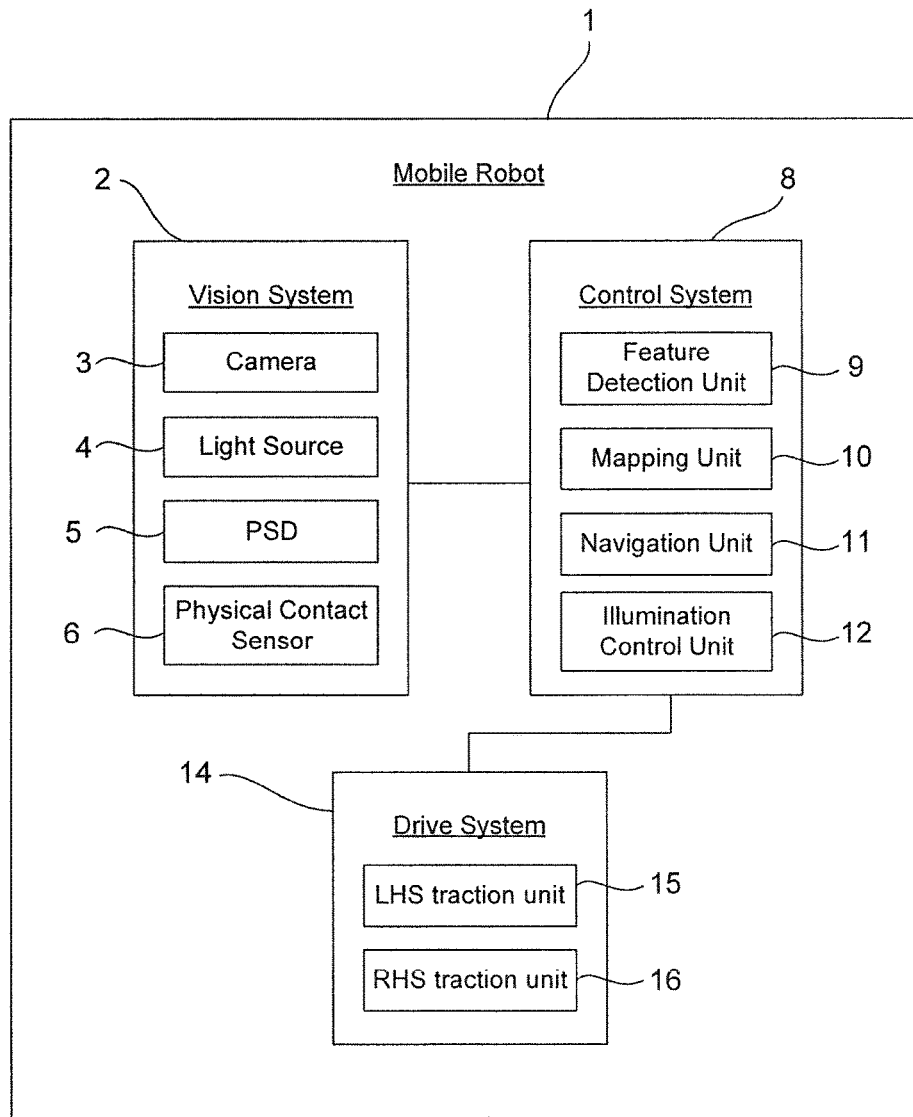 1
Mobile Robot
2
8
Vision System
Control System
3
Camera
Feature
Detection Unit
9
4
Light Source
Mapping Unit
10
5
PSD
Navigation Unit
11
6
Physical Contact
Sensor
Illumination
Control Unit
12
14
Drive System
LHS traction unit
15
RHS traction unit
16